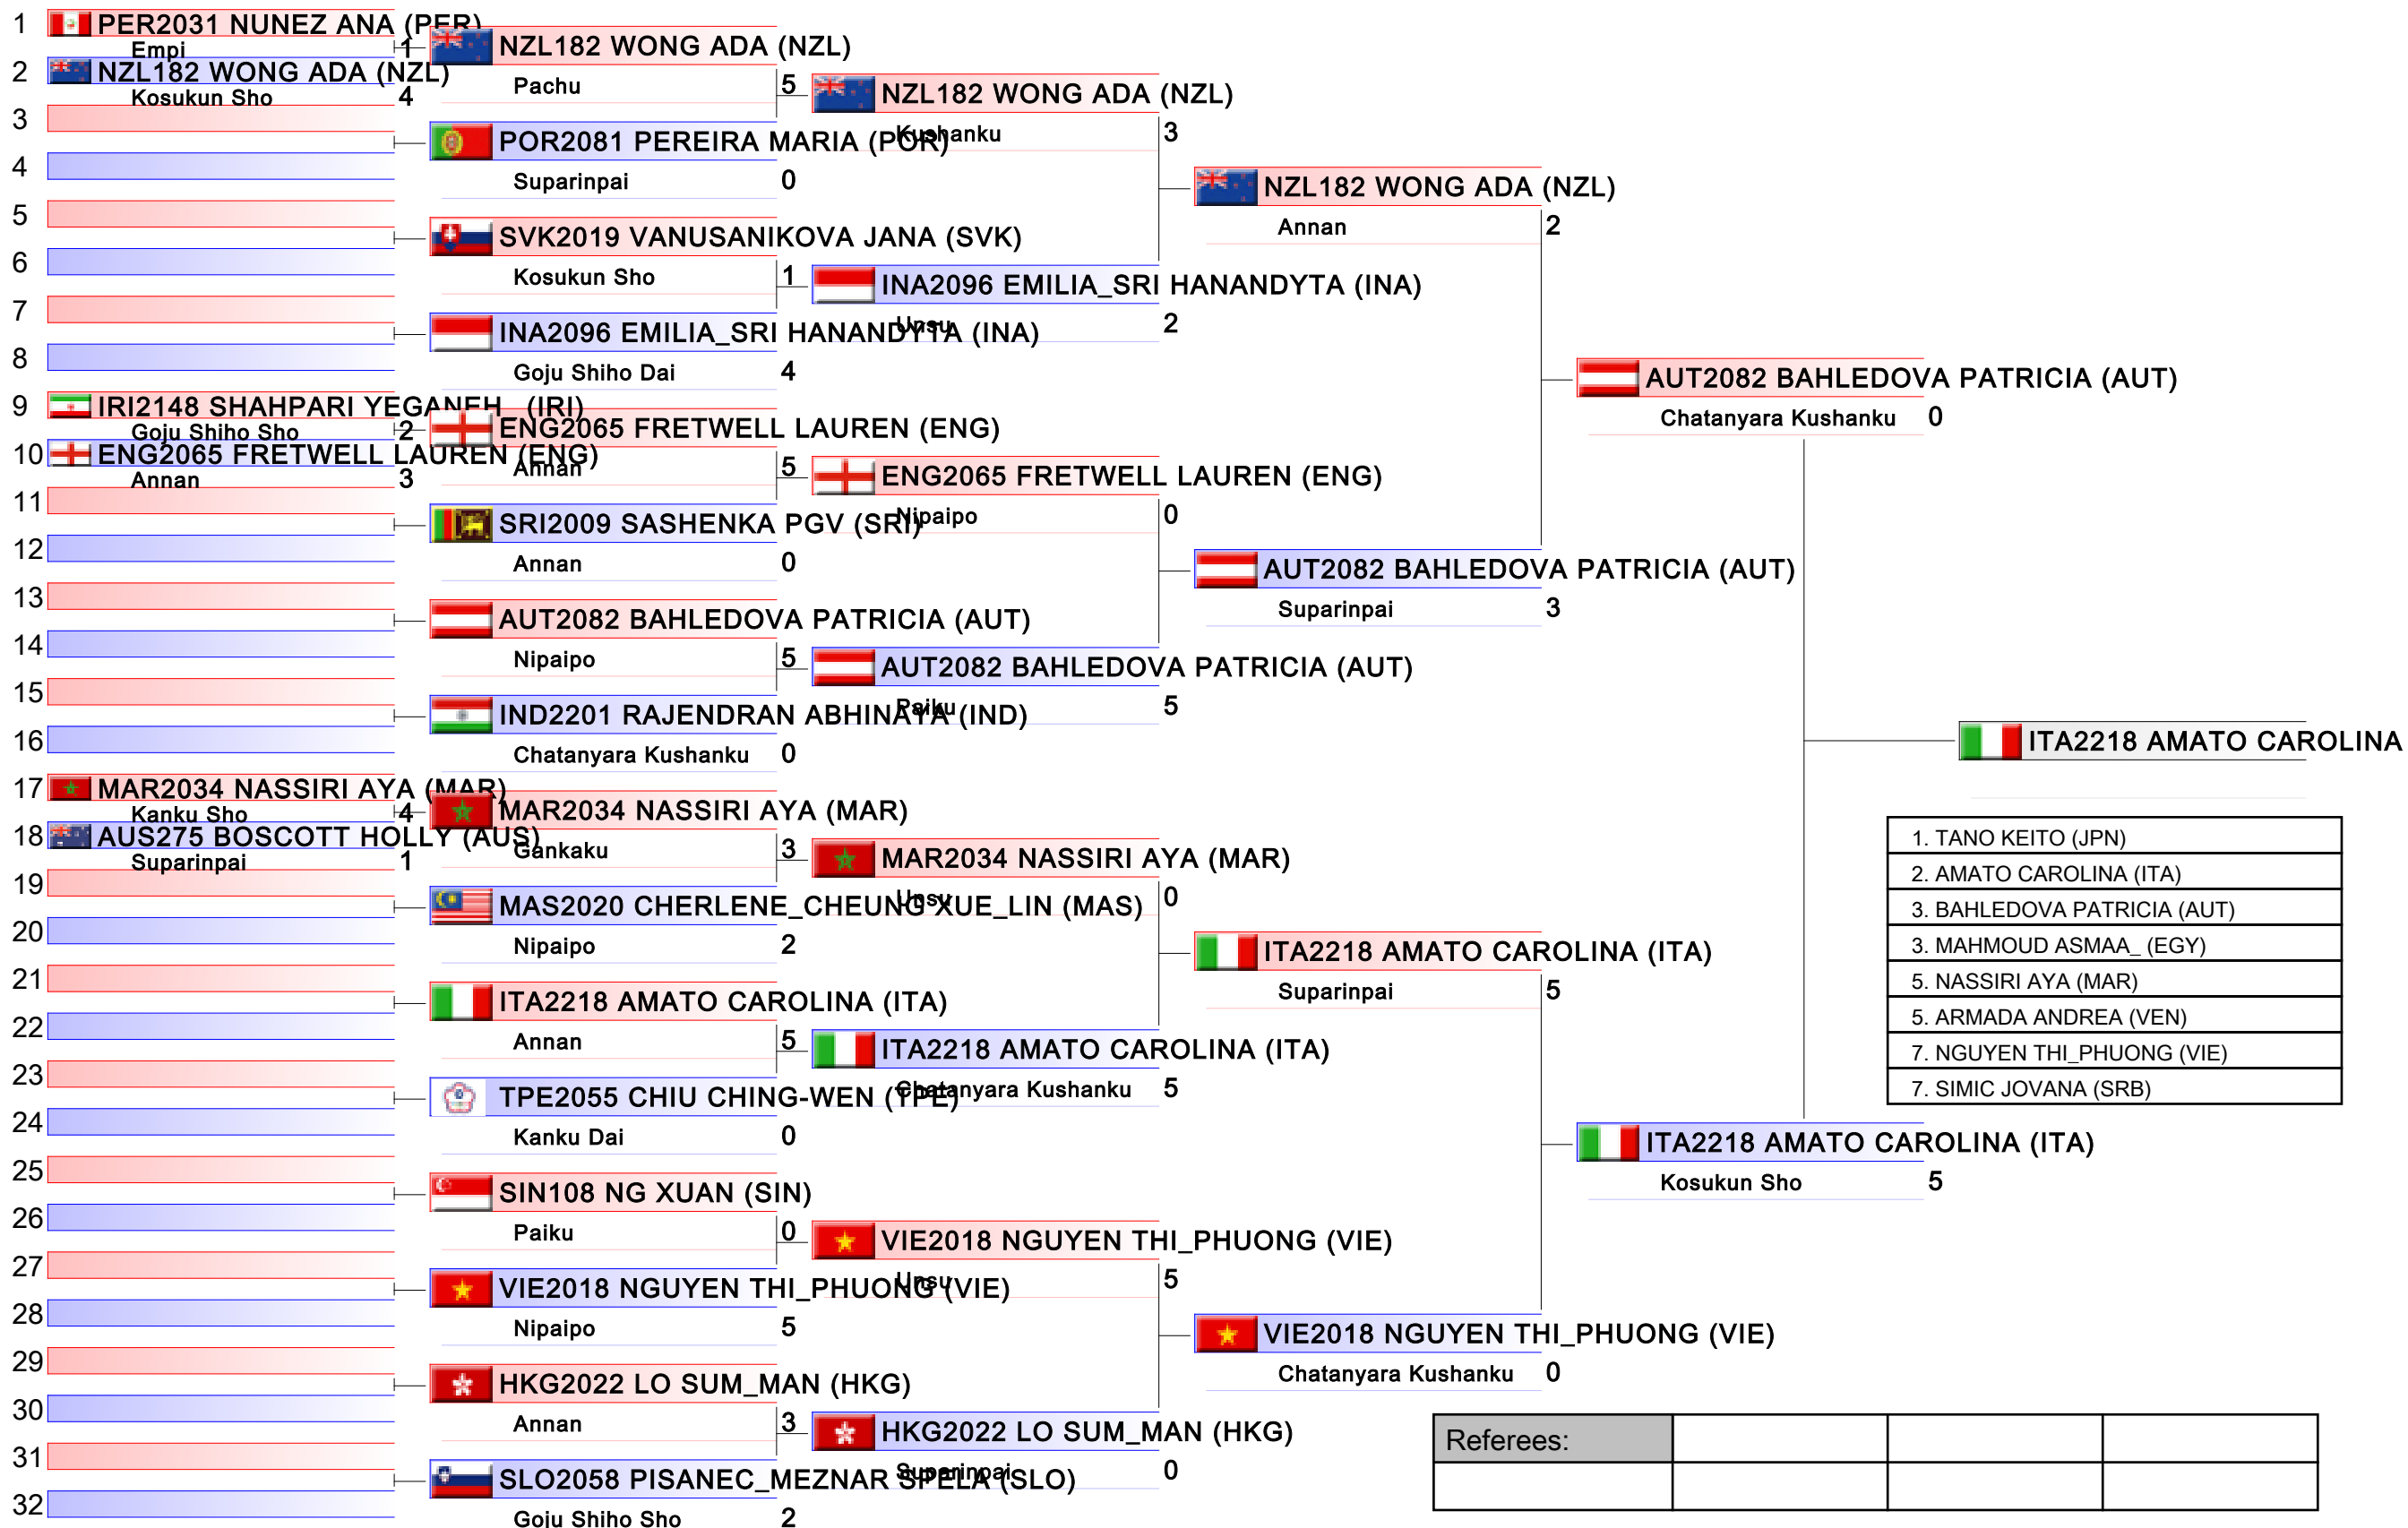 1 PER2031 NUNEZ ANA (PER)
Empi 1
2 NZL182 WONG ADA (NZL)
Kosukun Sho 4
3
4
5
6
7
8
9 IRI2148 SHAHPARI YEGANEH_ (IRI)
Goju Shiho Sho 2
10 ENG2065 FRETWELL LAUREN (ENG)
Annan 3
11
12
13
14
15
16
17 MAR2034 NASSIRI AYA (MAR)
Kanku Sho 4
18 AUS275 BOSCOTT HOLLY (AUS)
Suparinpai 1
19
20
21
22
23
24
25
26
27
28
29
30
31
32
NZL182 WONG ADA (NZL)
Pachu 5
POR2081 PEREIRA MARIA (POR)
Suparinpai 0
SVK2019 VANUSANIKOVA JANA (SVK)
Kosukun Sho 1
INA2096 EMILIA_SRI HANANDYTA (INA)
Goju Shiho Dai 4
ENG2065 FRETWELL LAUREN (ENG)
Annan 5
SRI2009 SASHENKA PGV (SRI)
Annan 0
AUT2082 BAHLEDOVA PATRICIA (AUT)
Nipaipo 5
IND2201 RAJENDRAN ABHINAYA (IND)
Chatanyara Kushanku 0
MAR2034 NASSIRI AYA (MAR)
Gankaku 3
MAS2020 CHERLENE_CHEUNG XUE_LIN (MAS)
Nipaipo 2
ITA2218 AMATO CAROLINA (ITA)
Annan 5
TPE2055 CHIU CHING-WEN (TPE)
Kanku Dai 0
SIN108 NG XUAN (SIN)
Paiku 0
VIE2018 NGUYEN THI_PHUONG (VIE)
Nipaipo 5
HKG2022 LO SUM_MAN (HKG)
Annan 3
SLO2058 PISANEC_MEZNAR SPELA (SLO)
Goju Shiho Sho 2
NZL182 WONG ADA (NZL)
Kushanku 3
INA2096 EMILIA_SRI HANANDYTA (INA)
Unsu 2
ENG2065 FRETWELL LAUREN (ENG)
Nipaipo 0
AUT2082 BAHLEDOVA PATRICIA (AUT)
Paiku 5
MAR2034 NASSIRI AYA (MAR)
Unsu 0
ITA2218 AMATO CAROLINA (ITA)
Chatanyara Kushanku 5
VIE2018 NGUYEN THI_PHUONG (VIE)
Unsu 5
HKG2022 LO SUM_MAN (HKG)
Suparinpai 0
NZL182 WONG ADA (NZL)
Annan 2
AUT2082 BAHLEDOVA PATRICIA (AUT)
Suparinpai 3
ITA2218 AMATO CAROLINA (ITA)
Suparinpai 5
VIE2018 NGUYEN THI_PHUONG (VIE)
Chatanyara Kushanku 0
AUT2082 BAHLEDOVA PATRICIA (AUT)
Chatanyara Kushanku 0
ITA2218 AMATO CAROLINA (ITA)
Kosukun Sho 5
ITA2218 AMATO CAROLINA
1. TANO KEITO (JPN)
2. AMATO CAROLINA (ITA)
3. BAHLEDOVA PATRICIA (AUT)
3. MAHMOUD ASMAA_ (EGY)
5. NASSIRI AYA (MAR)
5. ARMADA ANDREA (VEN)
7. NGUYEN THI_PHUONG (VIE)
7. SIMIC JOVANA (SRB)
Referees: